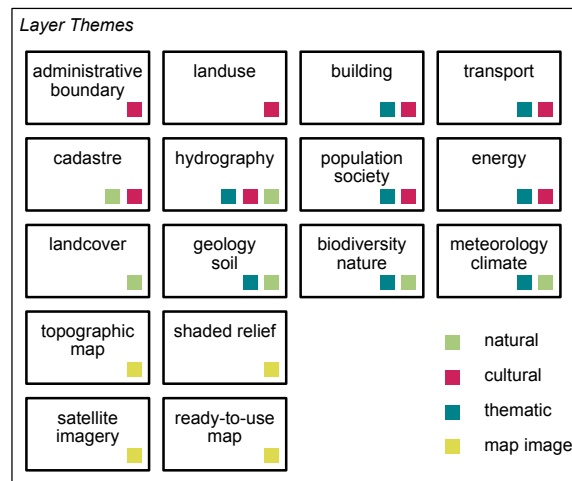 Layer Themes
administrative
boundary
landuse
building
transport
cadastre
hydrography
population
society
energy
landcover
geology
soil
biodiversity
nature
meteorology
climate
topographic
map
shaded relief
satellite
imagery
ready-to-use
map
natural
cultural
thematic
map image